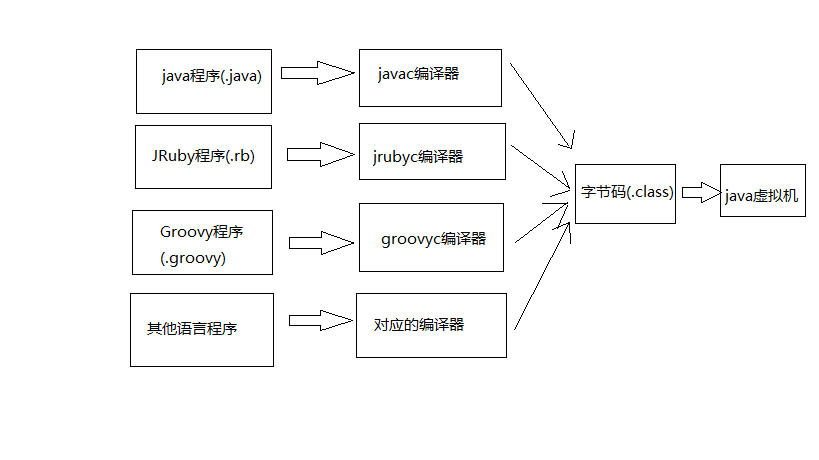 java程序(.java)
javac编译器
JRuby程序(.rb)
jrubyc编译器
字节码(.class)
java虚拟机
Groovy程序
(.groovy)
groovyc编译器
其他语言程序
对应的编译器